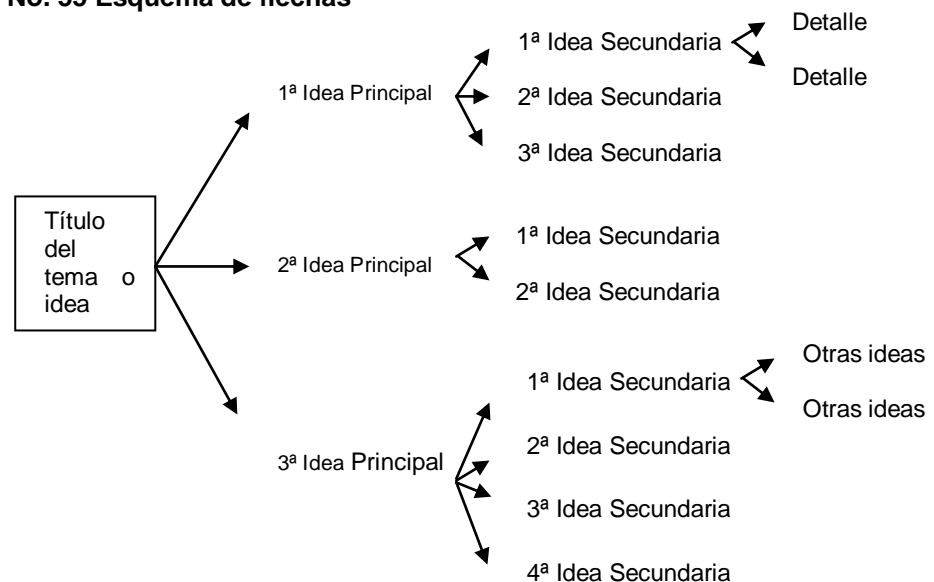 No. 55 Esquema de flechas
Título
del
tema o
idea
1ª Idea Principal
1ª Idea Secundaria
Detalle
Detalle
2ª Idea Secundaria
3ª Idea Secundaria
2ª Idea Principal
1ª Idea Secundaria
2ª Idea Secundaria
3ª Idea Principal
1ª Idea Secundaria
Otras ideas
Otras ideas
2ª Idea Secundaria
3ª Idea Secundaria
4ª Idea Secundaria